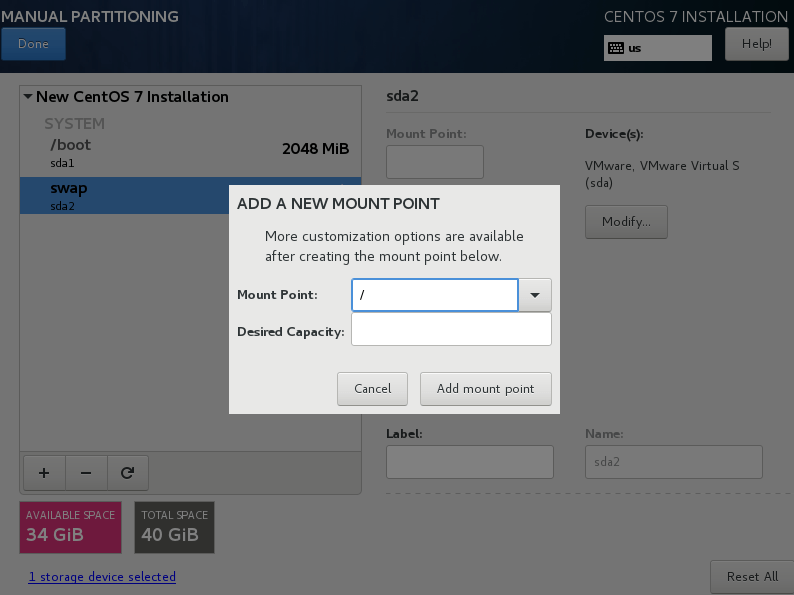 MANUAL PARTITIONING
CENTOS 7 INSTALLATION
Done
us
Help!
New CentOS 7 Installation
SYSTEM
/boot
sda1
2048 MiB
swap
sda2
sda2
Mount Point:
Device(s):
VMware, VMware Virtual S
(sda)
Modify...
ADD A NEW MOUNT POINT
More customization options are available
after creating the mount point below.
Mount Point:
/
Desired Capacity:
Cancel
Add mount point
Label:
Name:
sda2
+
−
AVAILABLE SPACE
34 GiB
TOTAL SPACE
40 GiB
1 storage device selected
Reset All